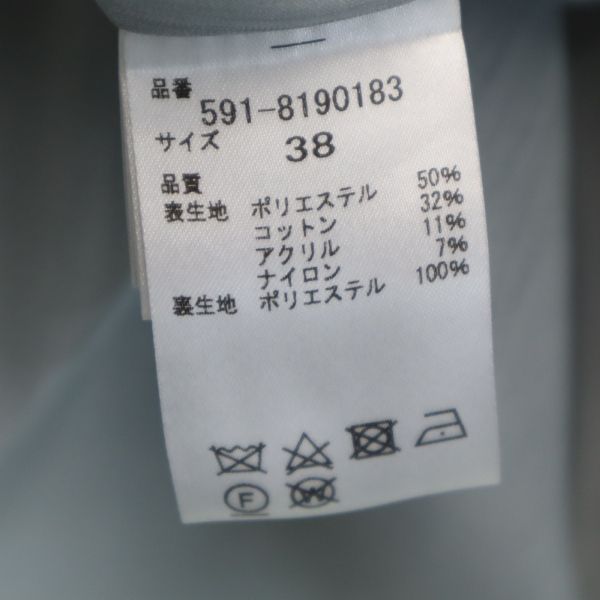 品番
591-8190183
サイズ 38
品質
表生地 ポリエステル 50%
コットン 32%
アクリル 11%
ナイロン 7%
裏生地 ポリエステル 100%
F W